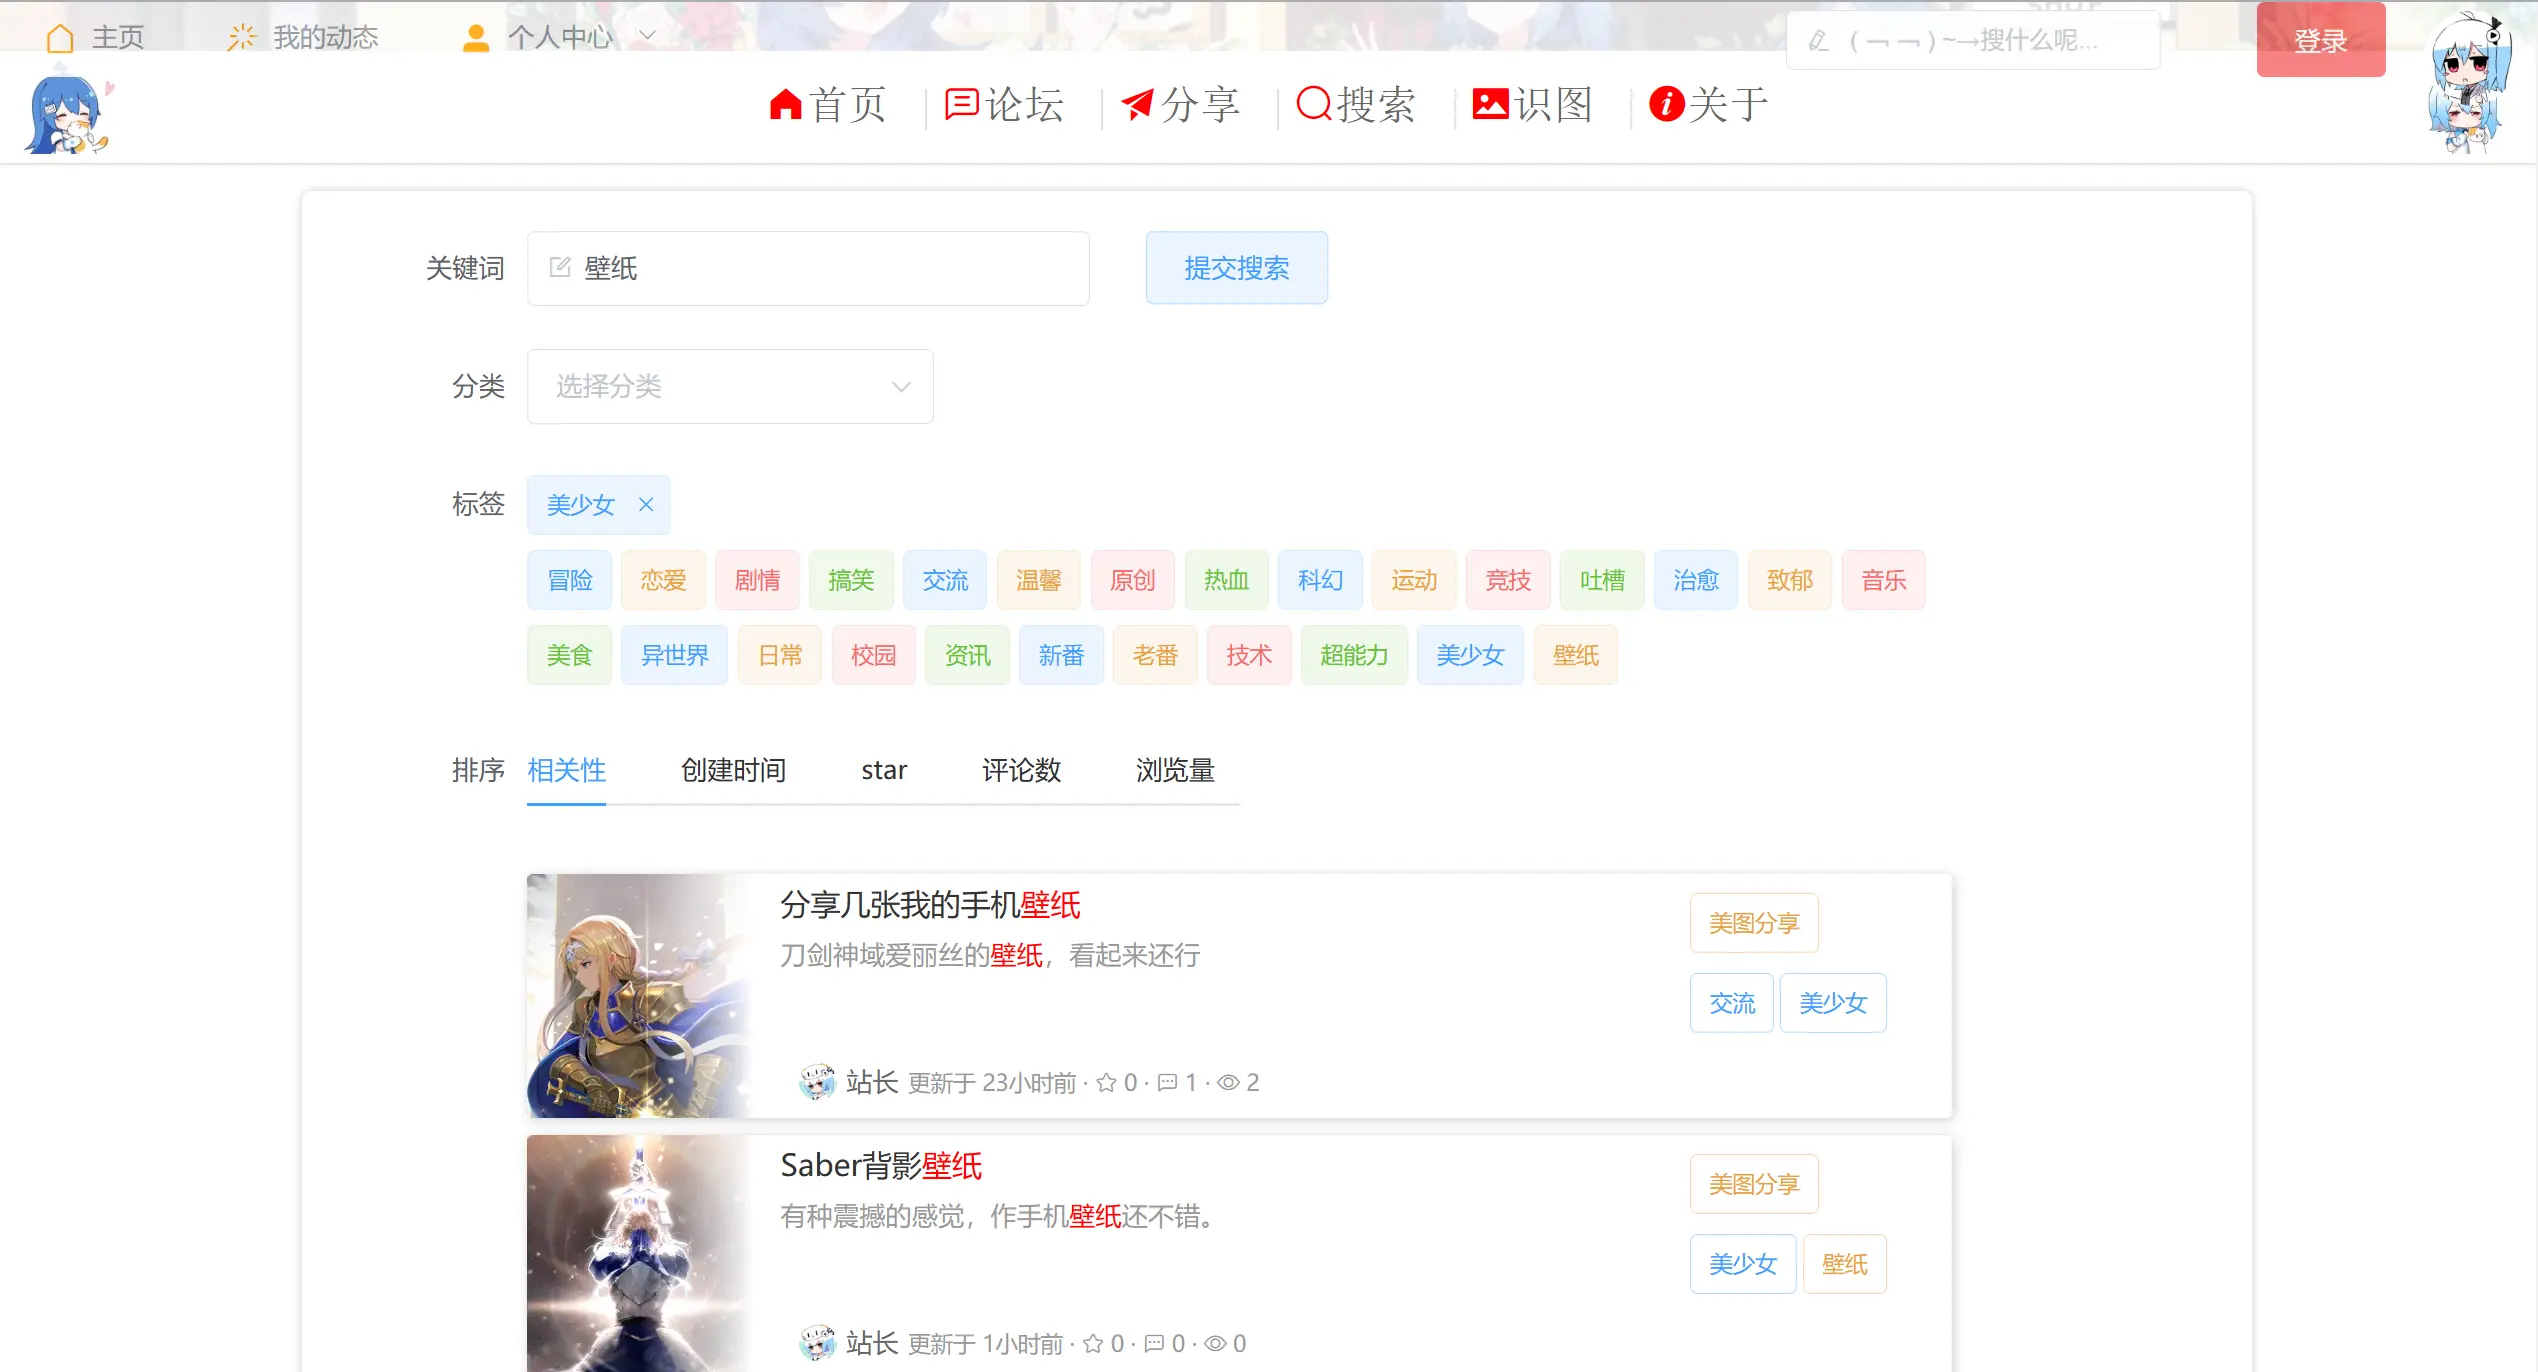 主页 我的动态 个人中心 (￢￢)~→搜什么呢... 登录
首页 论坛 分享 搜索 识图 关于
关键词 壁纸 提交搜索
分类 选择分类
标签 美少女
冒险 恋爱 剧情 搞笑 交流 温馨 原创 热血 科幻 运动 竞技 吐槽 治愈 致郁 音乐
美食 异世界 日常 校园 资讯 新番 老番 技术 超能力 美少女 壁纸
排序 相关性 创建时间 star 评论数 浏览量
分享几张我的手机壁纸
美图分享
刀剑神域爱丽丝的壁纸，看起来还行
交流 美少女
站长 更新于 23小时前 · 0 · 1 · 2
Saber背影壁纸
美图分享
有种震撼的感觉，作手机壁纸还不错。
美少女 壁纸
站长 更新于 1小时前 · 0 · 0 · 0